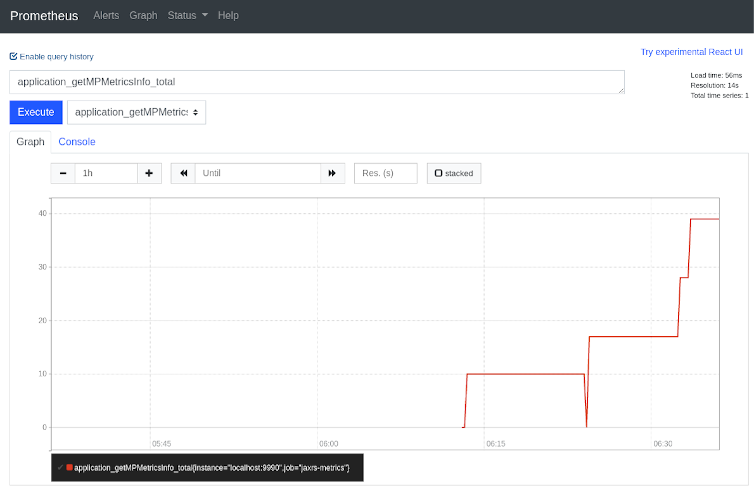 Prometheus Alerts Graph Status Help
Try experimental React UI
Enable query history
application_getMPMetricsInfo_total
Load time: 56ms
Resolution: 14s
Total time series: 1
Execute application_getMPMetrics
Graph Console
1h Until Res. (s) stacked
40
30
20
10
0
05:45 06:00 06:15 06:30
application_getMPMetricsInfo_total{instance="localhost:9990",job="jaxrs-metrics"}